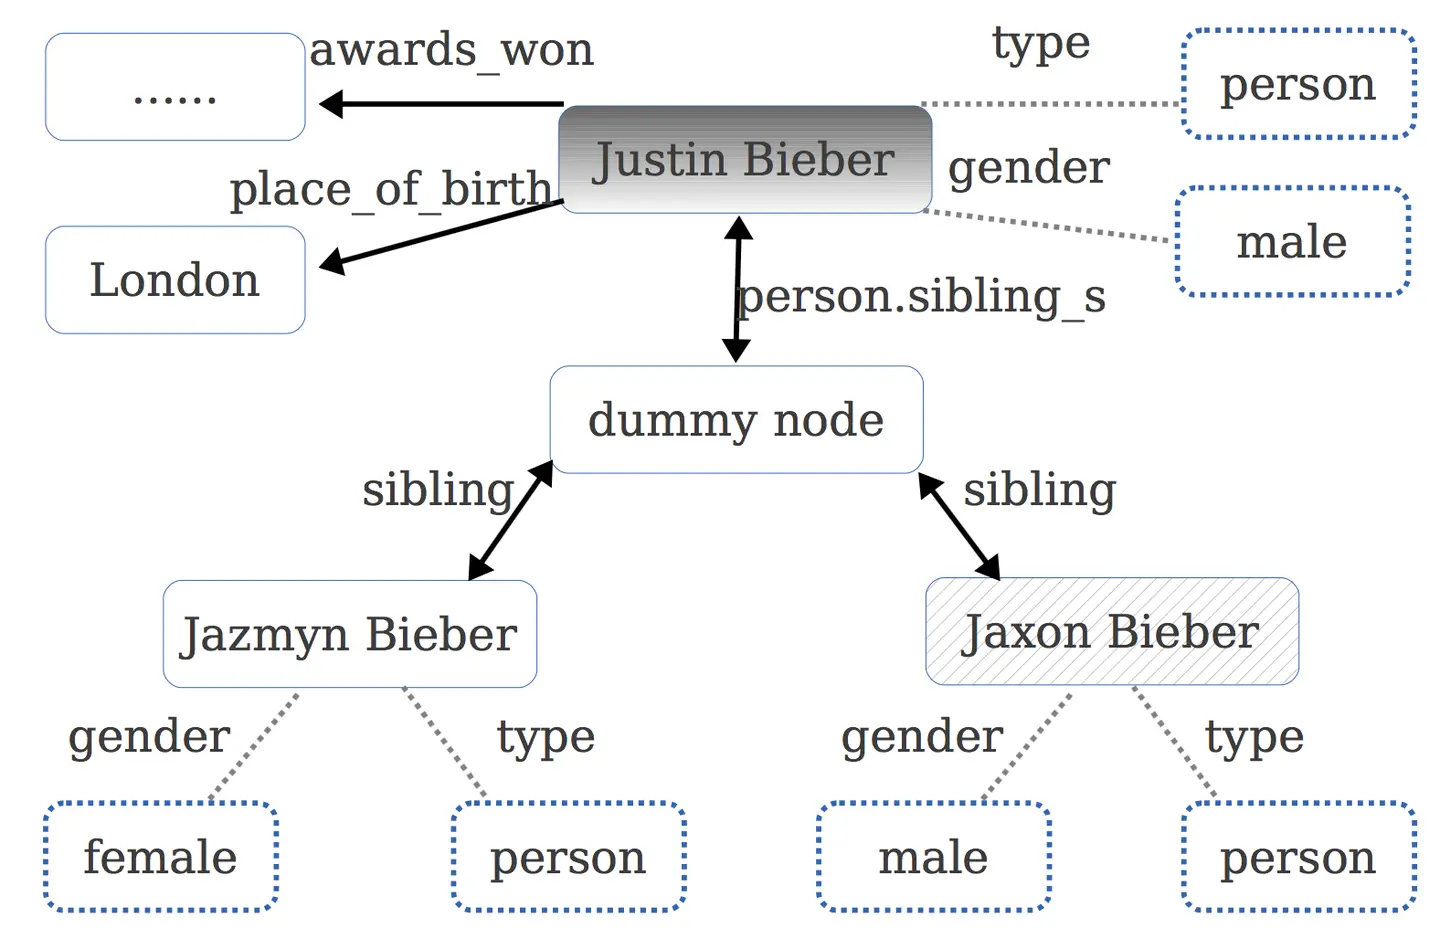 awards_won
type
......
person
Justin Bieber
place_of_birth
gender
London
male
person.sibling_s
dummy node
sibling
sibling
Jazmyn Bieber
Jaxon Bieber
gender
type
gender
type
female
person
male
person